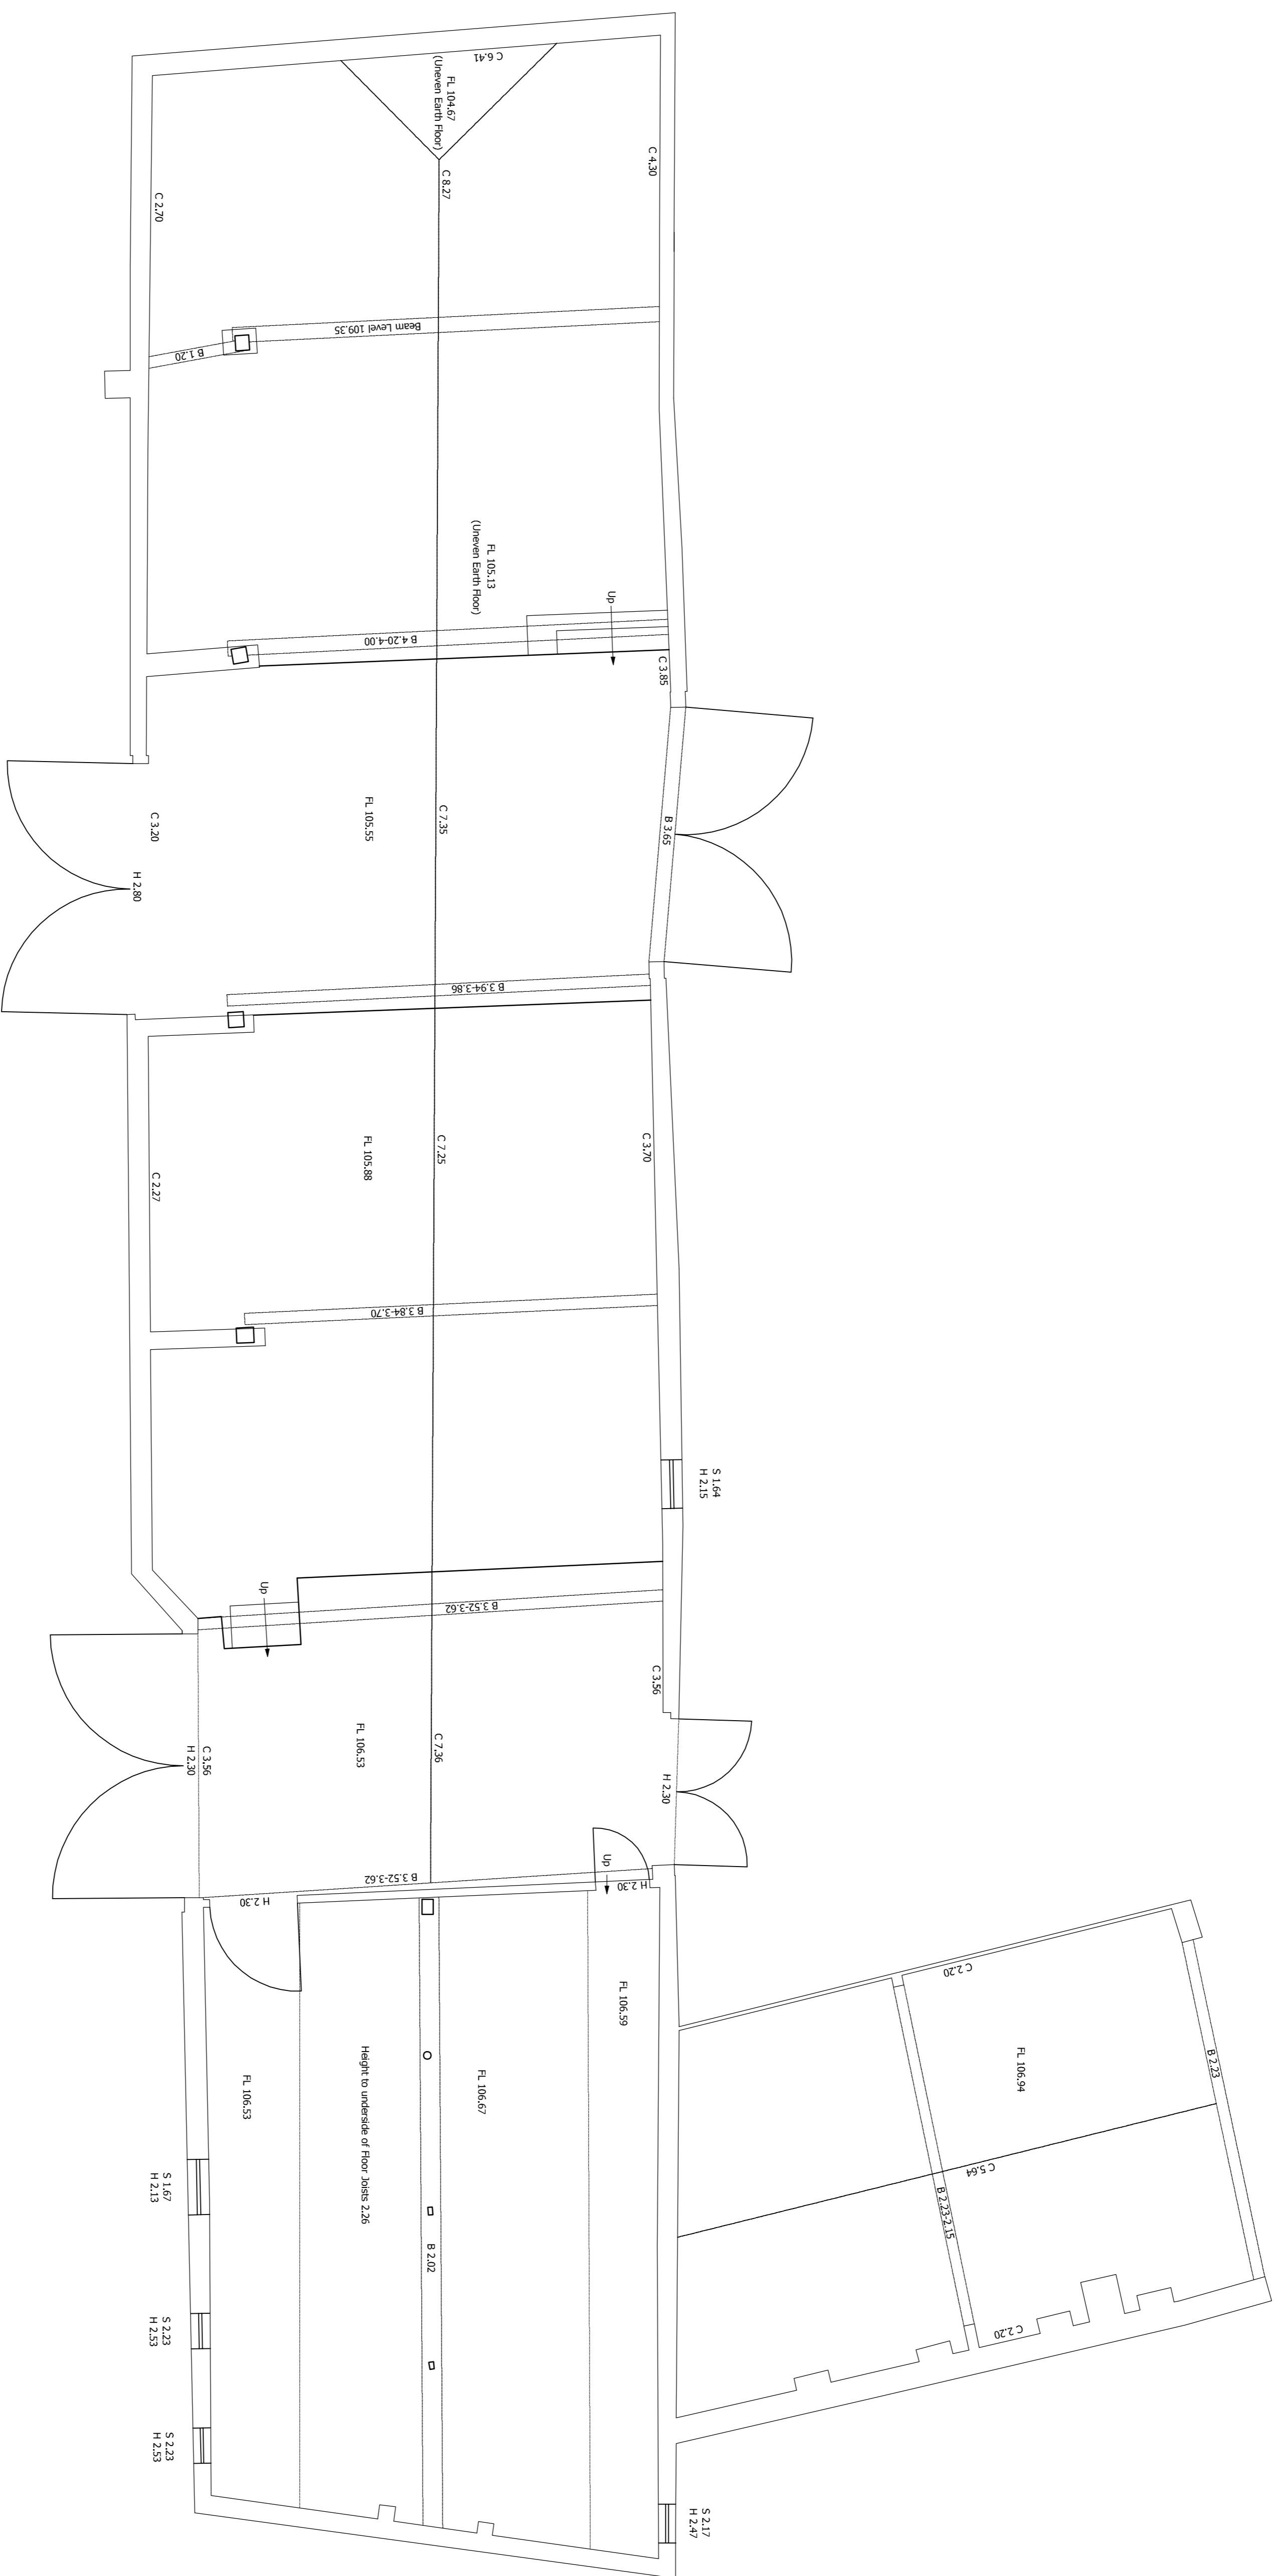 C 6.41
FL 104.67
(Uneven Earth Floor)
C 4.30
C 8.27
C 2.70
Beam Level 109.35
B 1.20
FL 105.13
(Uneven Earth Floor)
Up
B 4.20-4.00
C 3.85
FL 105.55
C 7.35
B 3.65
C 3.20
H 2.80
B 3.94-3.86
C 3.70
C 7.25
FL 105.88
C 2.27
B 3.84-3.70
S 1.64
H 2.15
Up
B 3.52-3.62
C 3.56
FL 106.53
C 7.36
C 3.56
H 2.30
H 2.30
Up
B 3.52-3.62
H 2.30
H 2.30
FL 106.59
C 2.20
FL 106.94
B 2.23
FL 106.67
Height to underside of Floor Joists 2.26
FL 106.53
C 5.64
B 2.23-2.15
S 1.67
H 2.13
B 2.02
C 2.20
S 2.23
H 2.53
S 2.23
H 2.53
S 2.17
H 2.47